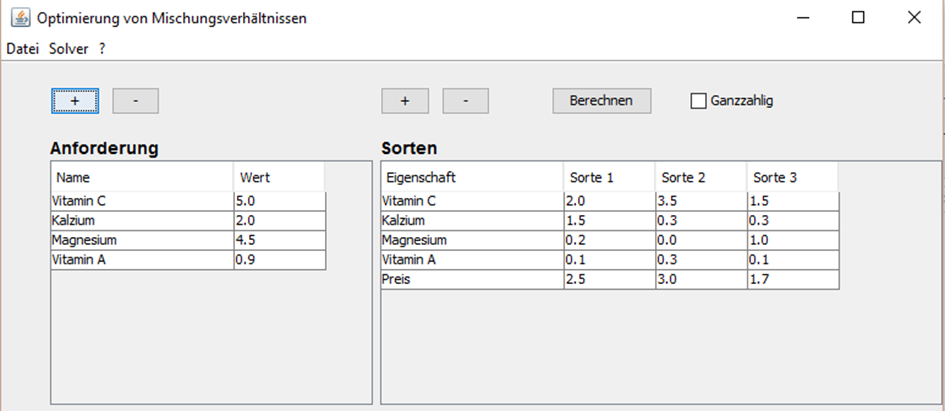 Optimierung von Mischungsverhältnissen
Datei Solver ?
+ - + - Berechnen Ganzzahlig
Anforderung Sorten
Name Wert Eigenschaft Sorte 1 Sorte 2 Sorte 3
Vitamin C 5.0 Vitamin C 2.0 3.5 1.5
Kalzium 2.0 Kalzium 1.5 0.3 0.3
Magnesium 4.5 Magnesium 0.2 0.0 1.0
Vitamin A 0.9 Vitamin A 0.1 0.3 0.1
Preis 2.5 3.0 1.7